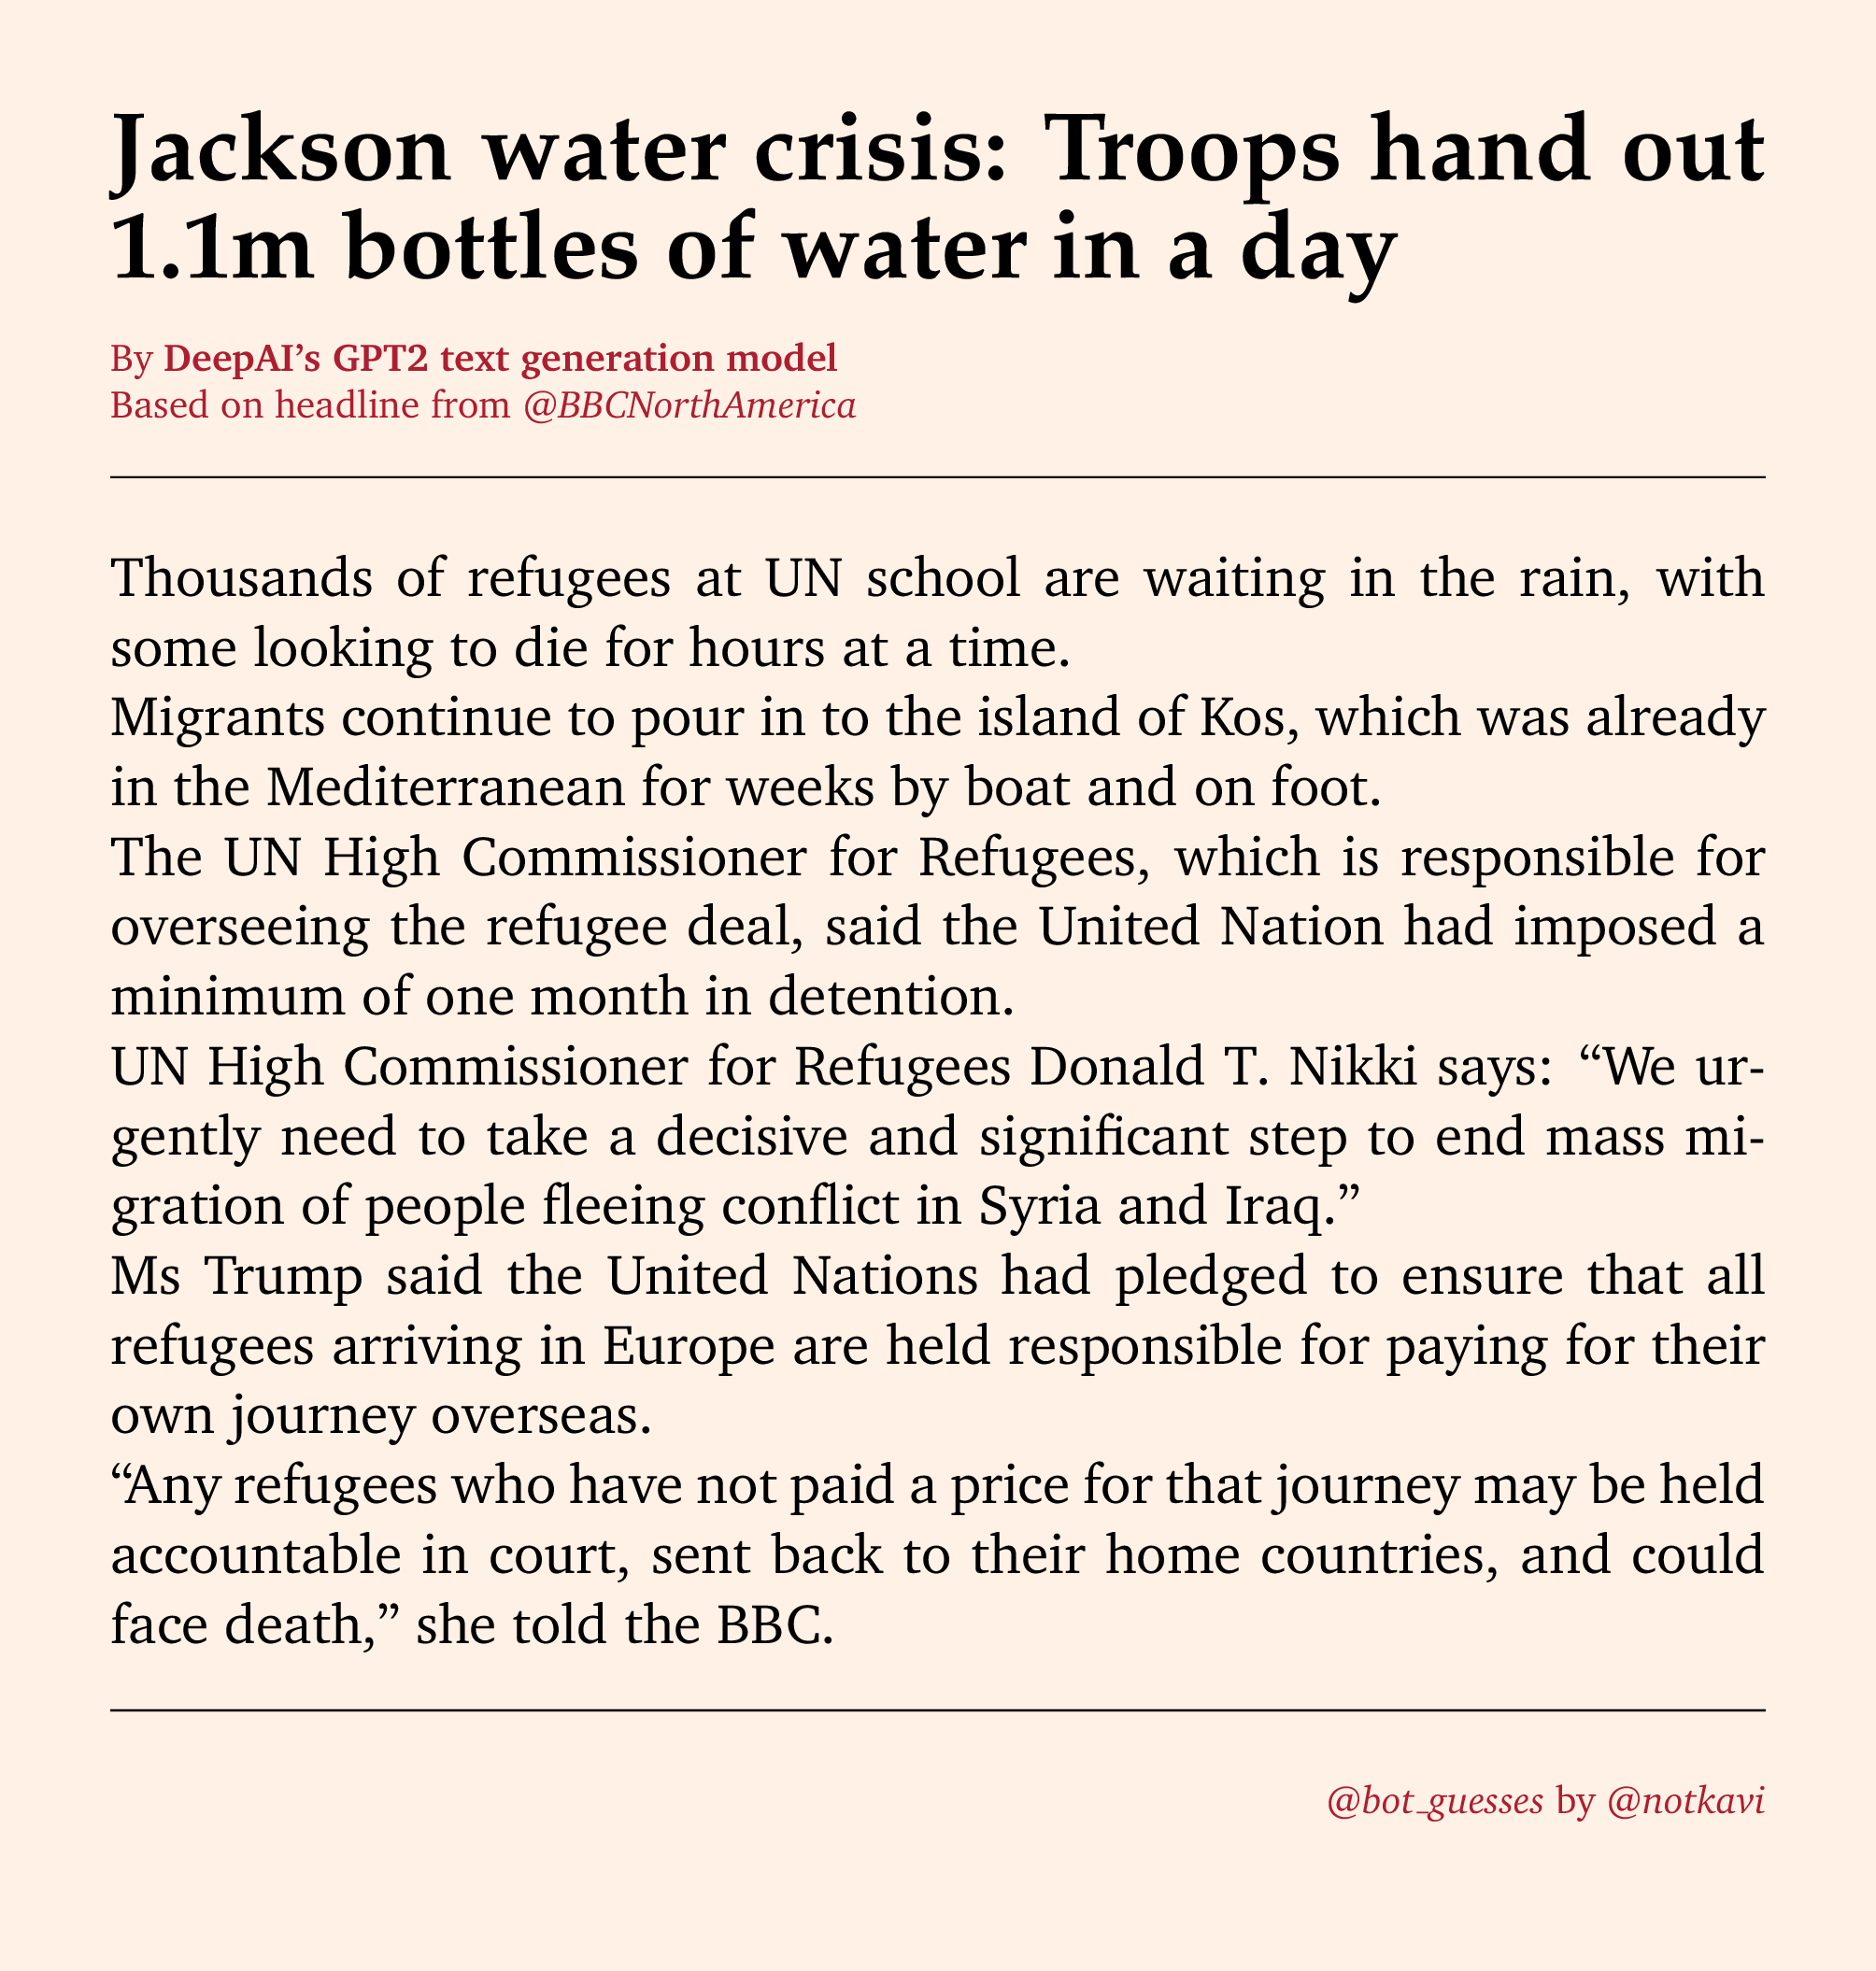 Jackson water crisis: Troops hand out
1.1m bottles of water in a day
By DeepAI's GPT2 text generation model
Based on headline from @BBCNorthAmerica
Thousands of refugees at UN school are waiting in the rain, with
some looking to die for hours at a time.
Migrants continue to pour in to the island of Kos, which was already
in the Mediterranean for weeks by boat and on foot.
The UN High Commissioner for Refugees, which is responsible for
overseeing the refugee deal, said the United Nation had imposed a
minimum of one month in detention.
UN High Commissioner for Refugees Donald T. Nikki says: “We ur-
gently need to take a decisive and significant step to end mass mi-
gration of people fleeing conflict in Syria and Iraq.”
Ms Trump said the United Nations had pledged to ensure that all
refugees arriving in Europe are held responsible for paying for their
own journey overseas.
“Any refugees who have not paid a price for that journey may be held
accountable in court, sent back to their home countries, and could
face death,” she told the BBC.
@bot_guesses by @notkavi